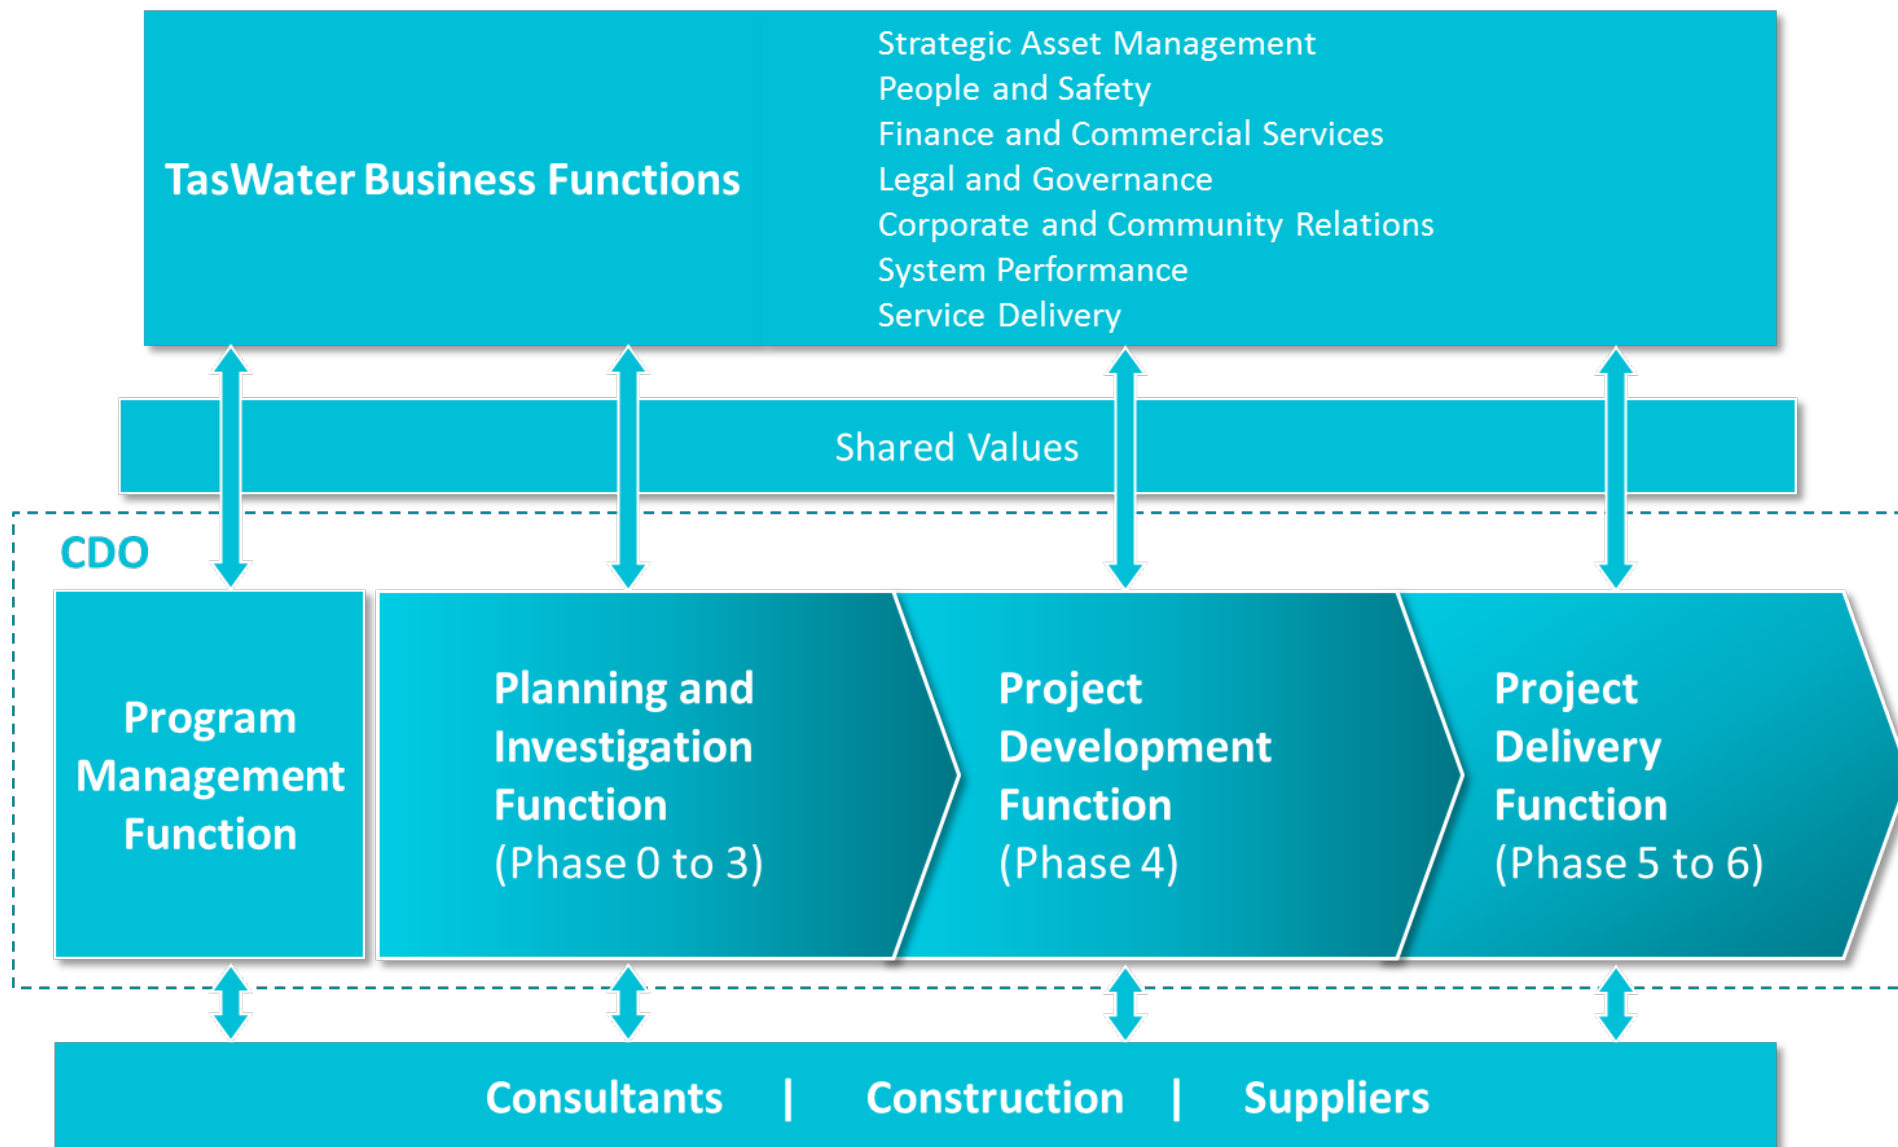 TasWater Business Functions
Strategic Asset Management
People and Safety
Finance and Commercial Services
Legal and Governance
Corporate and Community Relations
System Performance
Service Delivery
Shared Values
CDO
Program
Management
Function
Planning and
Investigation
Function
(Phase 0 to 3)
Project
Development
Function
(Phase 4)
Project
Delivery
Function
(Phase 5 to 6)
Consultants | Construction | Suppliers